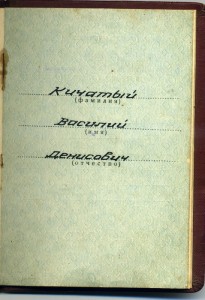 Кичатый
(фамилия)
Василий
(имя)
Денисович
(отчество)